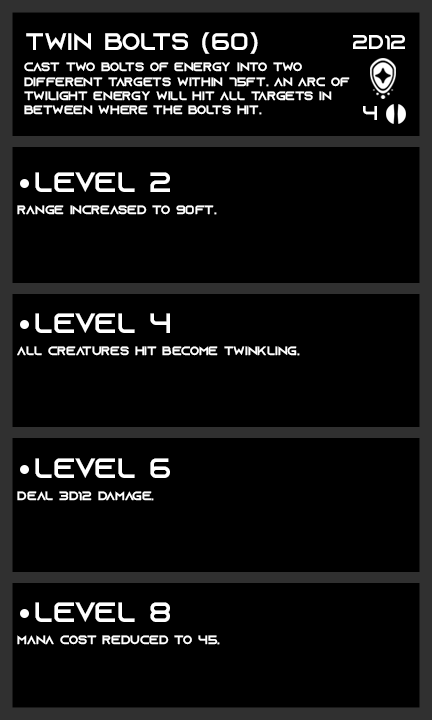 TWIN BOLTS (60)
2D12
CAST TWO BOLTS OF ENERGY INTO TWO
DIFFERENT TARGETS WITHIN 75FT. AN ARC OF
TWILIGHT ENERGY WILL HIT ALL TARGETS IN
BETWEEN WHERE THE BOLTS HIT.
4
•LEVEL 2
RANGE INCREASED TO 90FT.
•LEVEL 4
ALL CREATURES HIT BECOME TWINKLING.
•LEVEL 6
DEAL 3D12 DAMAGE.
•LEVEL 8
MANA COST REDUCED TO 45.